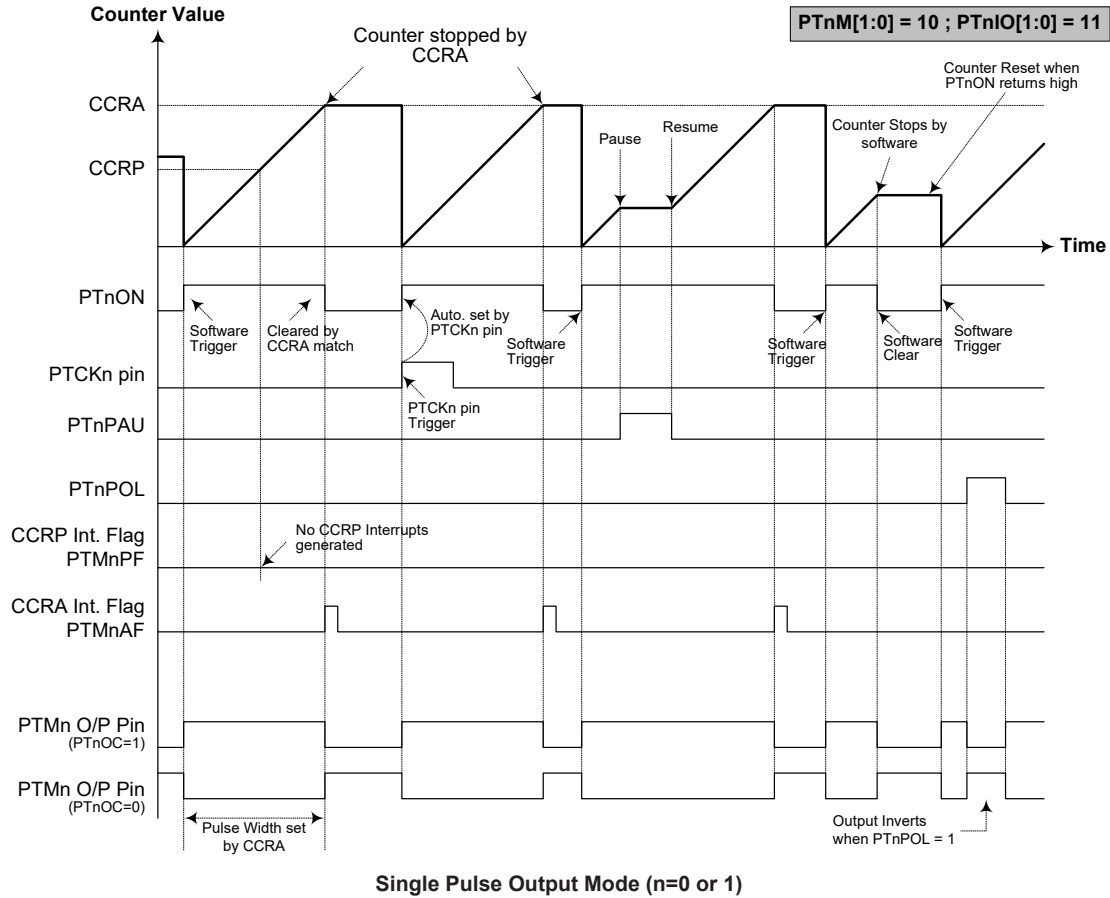 Counter Value
PTnM[1:0] = 10 ; PTnIO[1:0] = 11
Counter stopped by
CCRA
Counter Reset when
PTnON returns high
CCRA
Pause
Resume
Counter Stops by
software
CCRP
Time
PTnON
Software
Trigger
Cleared by
CCRA match
Auto. set by
PTCKn pin
Software
Trigger
Software
Trigger
Software
Clear
Software
Trigger
PTCKn pin
PTCKn pin
Trigger
PTnPAU
PTnPOL
CCRP Int. Flag
PTMnPF
No CCRP Interrupts
generated
CCRA Int. Flag
PTMnAF
PTMn O/P Pin
(PTnOC=1)
PTMn O/P Pin
(PTnOC=0)
Pulse Width set
by CCRA
Output Inverts
when PTnPOL = 1
Single Pulse Output Mode (n=0 or 1)